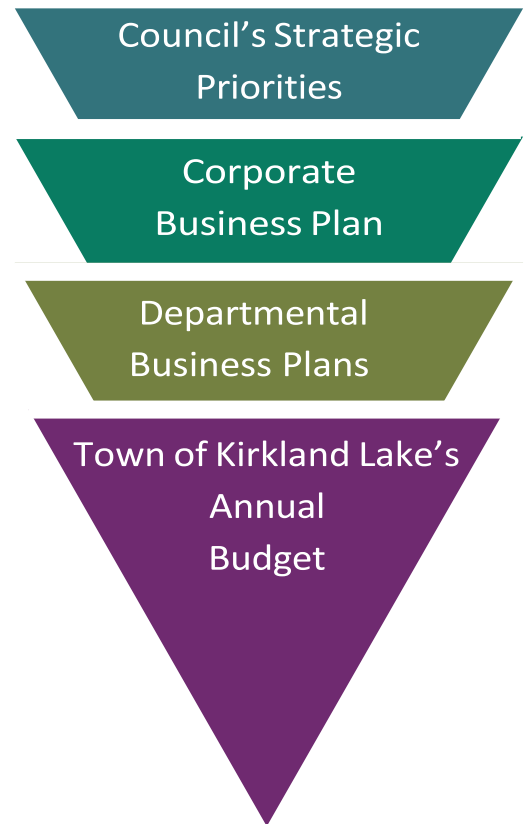 Council’s Strategic
Priorities
Corporate
Business Plan
Departmental
Business Plans
Town of Kirkland Lake’s
Annual
Budget